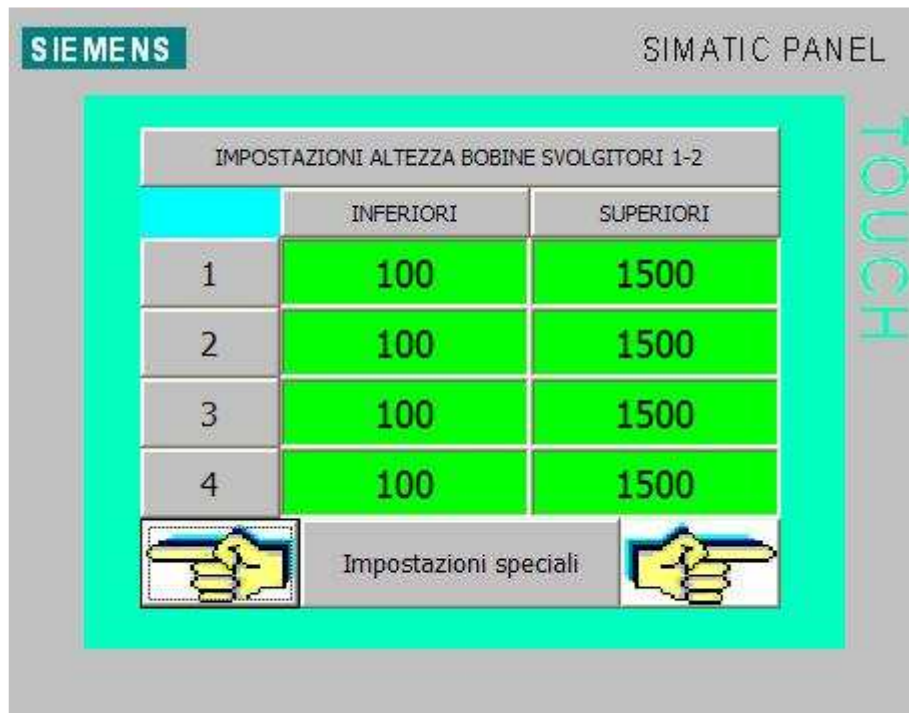 SIEMENS
SIMATIC PANEL
TOUCH
IMPOSTAZIONI ALTEZZA BOBINE SVOLGITORI 1-2
INFERIORI SUPERIORI
1 100 1500
2 100 1500
3 100 1500
4 100 1500
Impostazioni speciali